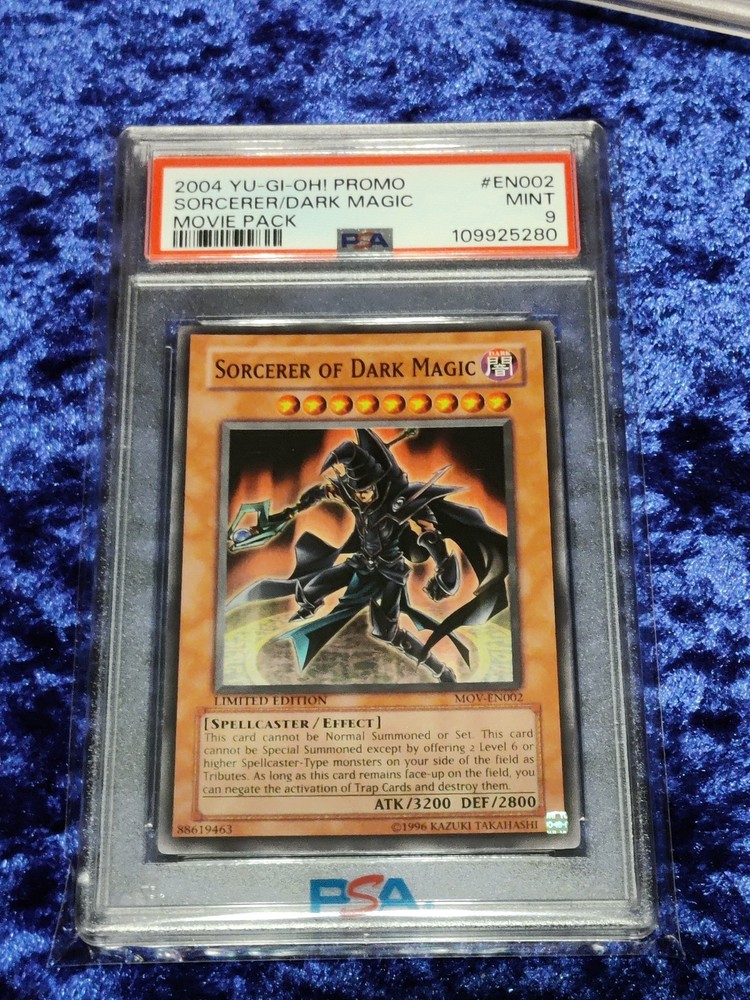 2004 YU-GI-OH! PROMO #EN002
SORCERER/DARK MAGIC MINT
MOVIE PACK 9
PSA 109925280
SORCERER OF DARK MAGIC
DARK
闇
LIMITED EDITION MOV-EN002
[SPELLCASTER / EFFECT]
This card cannot be Normal Summoned or Set. This card
cannot be Special Summoned except by offering 2 Level 6 or
higher Spellcaster-Type monsters on your side of the field as
Tributes. As long as this card remains face-up on the field, you
can negate the activation of Trap Cards and destroy them.
ATK/3200 DEF/2800
88619463 ©1996 KAZUKI TAKAHASHI
PSA®